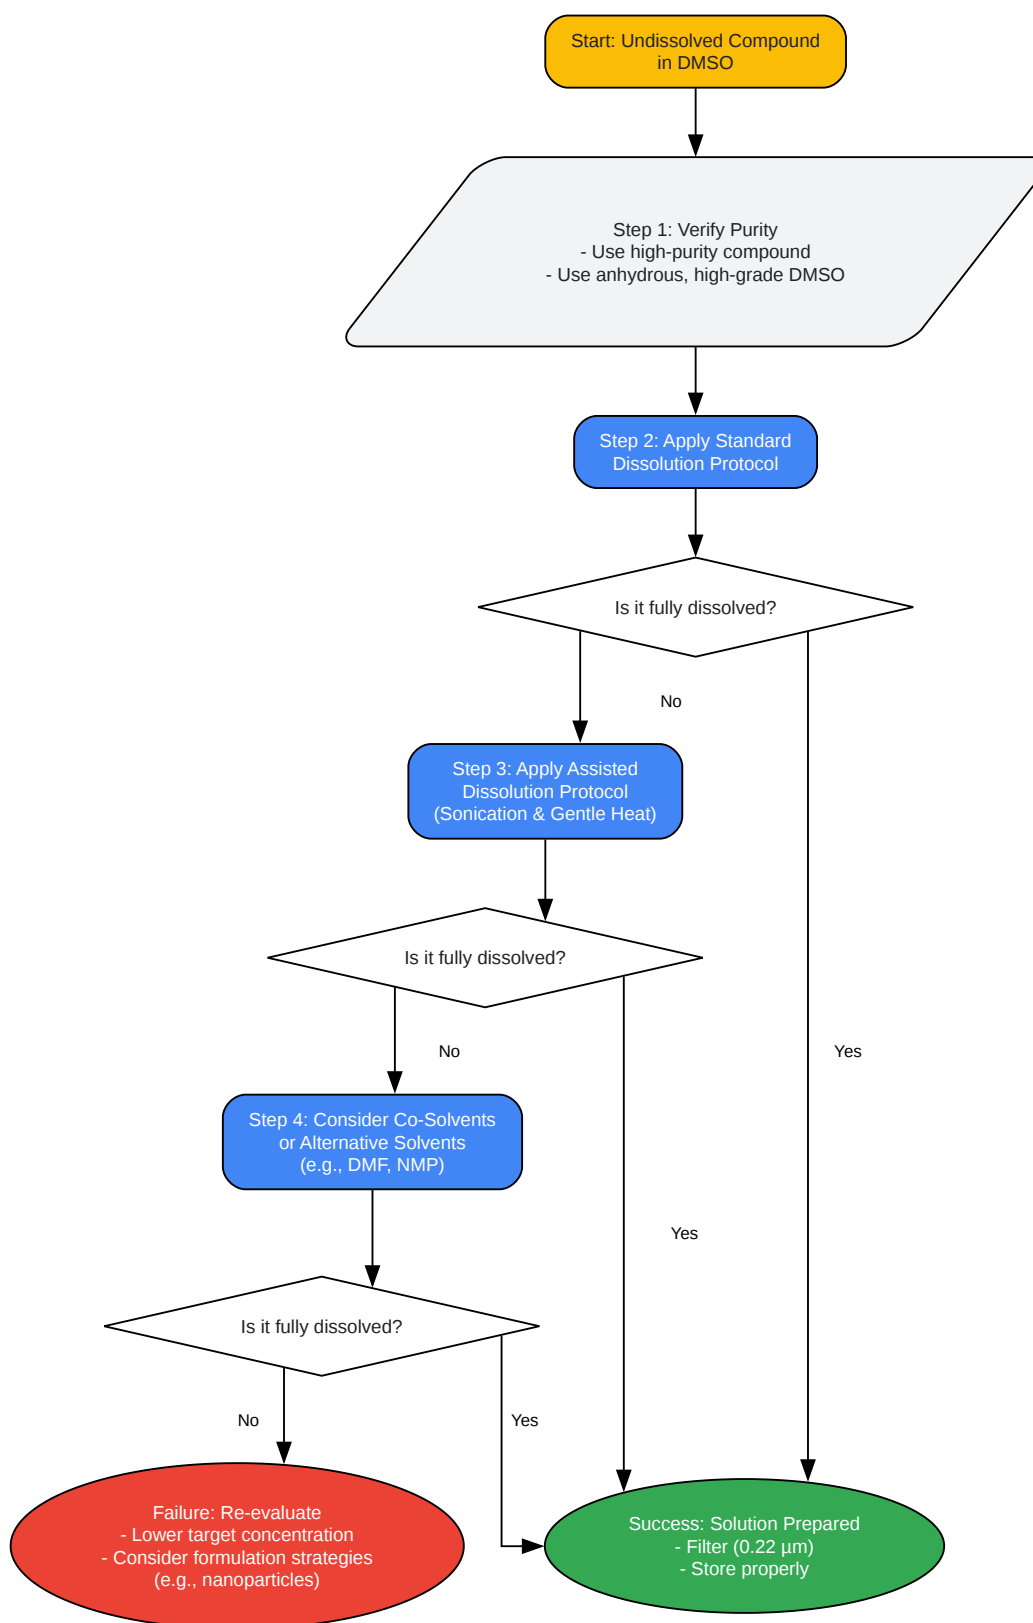 Start: Undissolved Compound
in DMSO
Step 1: Verify Purity
- Use high-purity compound
- Use anhydrous, high-grade DMSO
Step 2: Apply Standard
Dissolution Protocol
Is it fully dissolved?
No
Step 3: Apply Assisted
Dissolution Protocol
(Sonication & Gentle Heat)
Is it fully dissolved?
No
Yes
Step 4: Consider Co-Solvents
or Alternative Solvents
(e.g., DMF, NMP)
Yes
Is it fully dissolved?
No
Yes
Failure: Re-evaluate
- Lower target concentration
- Consider formulation strategies
(e.g., nanoparticles)
Success: Solution Prepared
- Filter (0.22 µm)
- Store properly